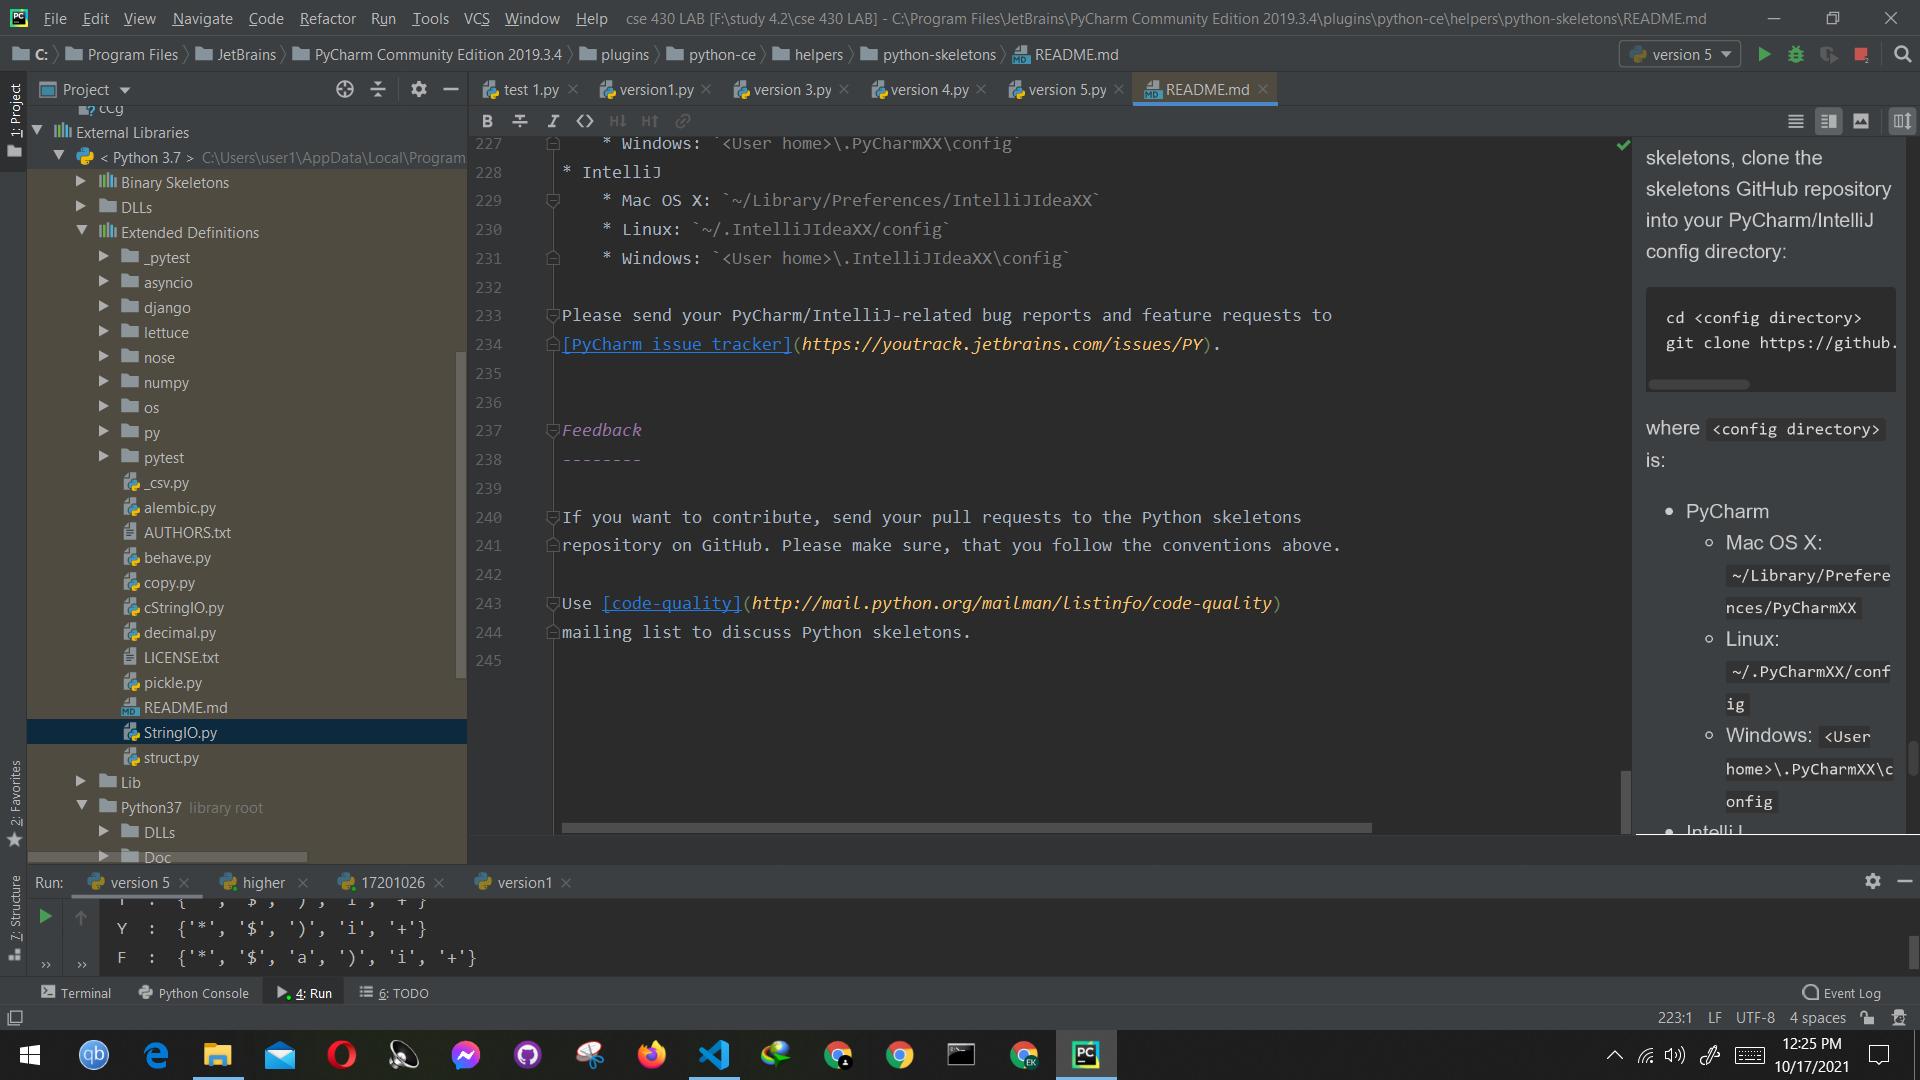 PC File Edit View Navigate Code Refactor Run Tools VCS Window Help cse 430 LAB [F:\study 4.2\cse 430 LAB] - C:\Program Files\JetBrains\PyCharm Community Edition 2019.3.4\plugins\python-ce\helpers\python-skeletons\README.md
C: Program Files JetBrains PyCharm Community Edition 2019.3.4 plugins python-ce helpers python-skeletons README.md version 5
Project
test 1.py version1.py version 3.py version 4.py version 5.py README.md
1: Project
2: Favorites
7: Structure
External Libraries
< Python 3.7 > C:\Users\user1\AppData\Local\Program
Binary Skeletons
DLLs
Extended Definitions
_pytest
asyncio
django
lettuce
nose
numpy
os
py
pytest
_csv.py
alembic.py
AUTHORS.txt
behave.py
copy.py
cStringIO.py
decimal.py
LICENSE.txt
pickle.py
README.md
StringIO.py
struct.py
Lib
Python37 library root
DLLs
Doc
227 * Windows: `<User home>\.PyCharmXX\config`
228 * IntelliJ
229 * Mac OS X: `~/Library/Preferences/IntelliJIdeaXX`
230 * Linux: `~/.IntelliJIdeaXX/config`
231 * Windows: `<User home>\.IntelliJIdeaXX\config`
232
233 Please send your PyCharm/IntelliJ-related bug reports and feature requests to
234 [PyCharm issue tracker](https://youtrack.jetbrains.com/issues/PY).
235
236
237 Feedback
238 --------
239
240 If you want to contribute, send your pull requests to the Python skeletons
241 repository on GitHub. Please make sure, that you follow the conventions above.
242
243 Use [code-quality](http://mail.python.org/mailman/listinfo/code-quality)
244 mailing list to discuss Python skeletons.
245
skeletons, clone the
skeletons GitHub repository
into your PyCharm/IntelliJ
config directory:
cd <config directory>
git clone https://github.
where <config directory>
is:
• PyCharm
Mac OS X:
~/Library/Prefere
nces/PyCharmXX
Linux:
~/.PyCharmXX/conf
ig
Windows: <User
home>\.PyCharmXX\c
onfig
• IntelliJ
Run: version 5 higher 17201026 version1
Y : {'*', '$', ')', 'i', '+'}
F : {'*', '$', 'a', ')', 'i', '+'}
Terminal Python Console 4: Run 6: TODO Event Log
223:1 LF UTF-8 4 spaces
qb EK PC
12:25 PM
10/17/2021